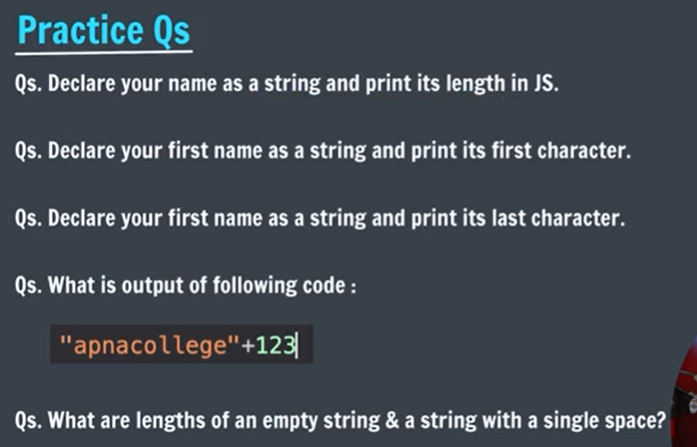 Practice Qs
Qs. Declare your name as a string and print its length in JS.
Qs. Declare your first name as a string and print its first character.
Qs. Declare your first name as a string and print its last character.
Qs. What is output of following code :
"apnacollege"+123
Qs. What are lengths of an empty string & a string with a single space?